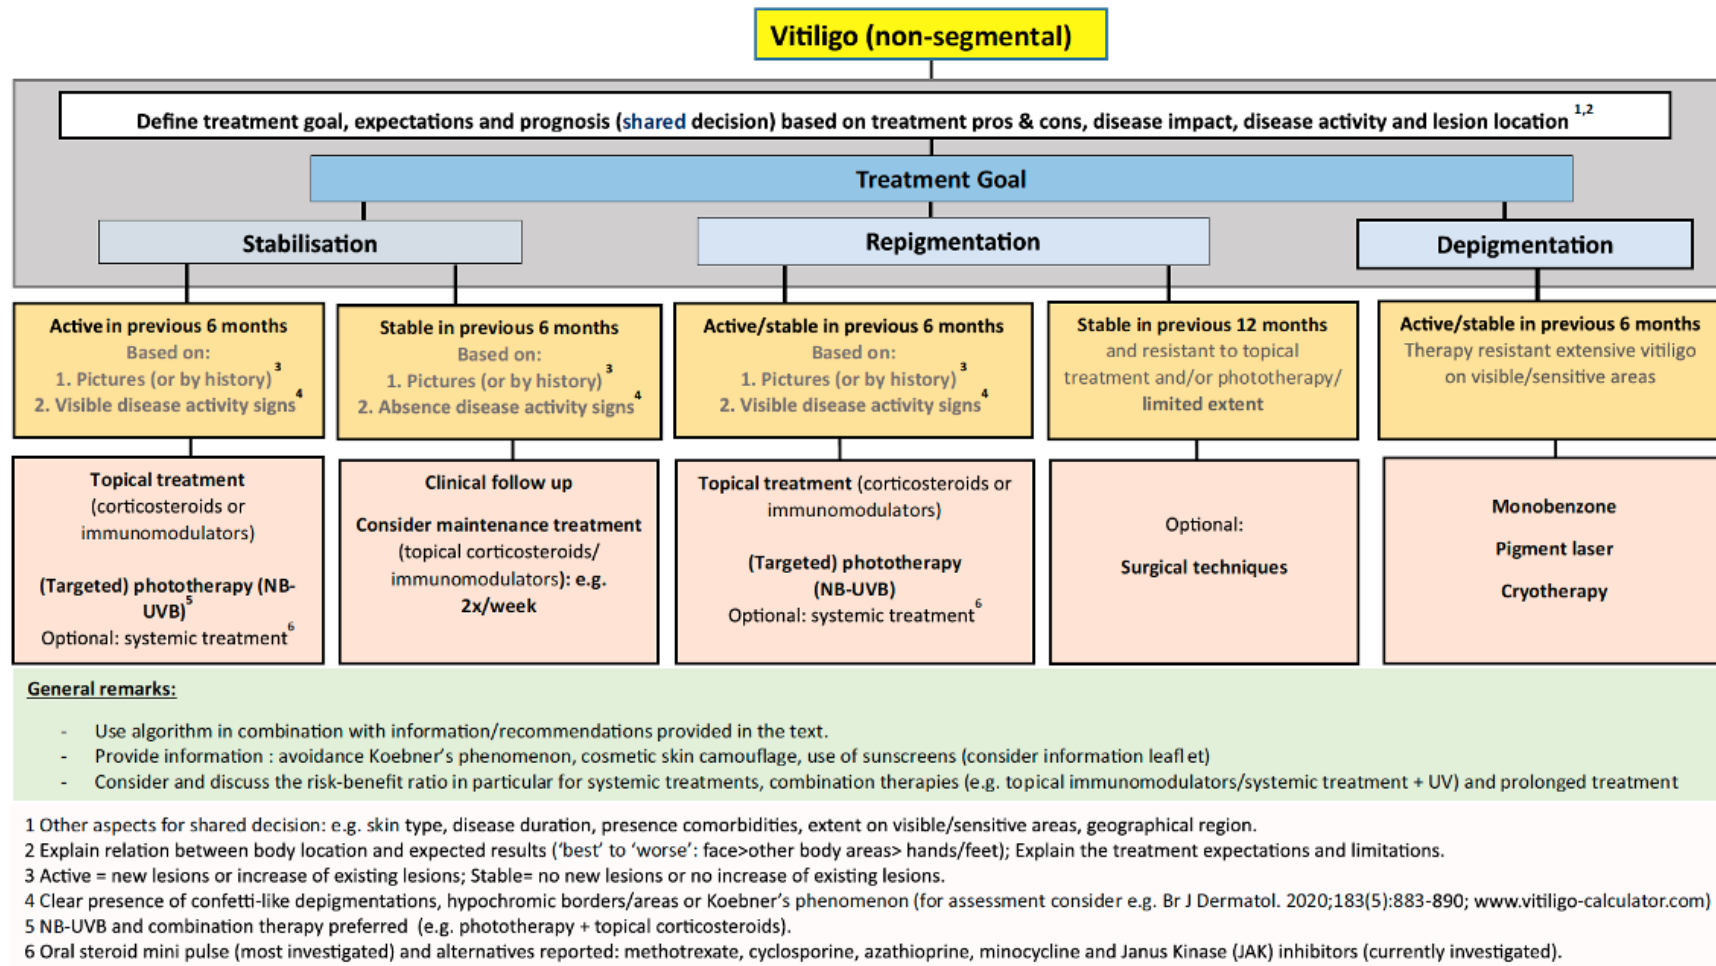 Vitiligo (non-segmental)
Define treatment goal, expectations and prognosis (shared decision) based on treatment pros & cons, disease impact, disease activity and lesion location 1,2
Treatment Goal
Stabilisation
Repigmentation
Depigmentation
Active in previous 6 months
Based on:
1. Pictures (or by history) 3
2. Visible disease activity signs 4
Stable in previous 6 months
Based on:
1. Pictures (or by history) 3
2. Absence disease activity signs 4
Active/stable in previous 6 months
Based on:
1. Pictures (or by history) 3
2. Visible disease activity signs 4
Stable in previous 12 months
and resistant to topical
treatment and/or phototherapy/
limited extent
Active/stable in previous 6 months
Therapy resistant extensive vitiligo
on visible/sensitive areas
Topical treatment
(corticosteroids or
immunomodulators)
(Targeted) phototherapy (NB-
UVB) 5
Optional: systemic treatment 6
Clinical follow up
Consider maintenance treatment
(topical corticosteroids/
immunomodulators): e.g.
2x/week
Topical treatment (corticosteroids or
immunomodulators)
(Targeted) phototherapy
(NB-UVB)
Optional: systemic treatment 6
Optional:
Surgical techniques
Monobenzone
Pigment laser
Cryotherapy
General remarks:
- Use algorithm in combination with information/recommendations provided in the text.
- Provide information : avoidance Koebner's phenomenon, cosmetic skin camouflage, use of sunscreens (consider information leaflet)
- Consider and discuss the risk-benefit ratio in particular for systemic treatments, combination therapies (e.g. topical immunomodulators/systemic treatment + UV) and prolonged treatment
1 Other aspects for shared decision: e.g. skin type, disease duration, presence comorbidities, extent on visible/sensitive areas, geographical region.
2 Explain relation between body location and expected results ('best' to 'worse': face>other body areas> hands/feet); Explain the treatment expectations and limitations.
3 Active = new lesions or increase of existing lesions; Stable= no new lesions or no increase of existing lesions.
4 Clear presence of confetti-like depigmentations, hypochromic borders/areas or Koebner's phenomenon (for assessment consider e.g. Br J Dermatol. 2020;183(5):883-890; www.vitiligo-calculator.com)
5 NB-UVB and combination therapy preferred (e.g. phototherapy + topical corticosteroids).
6 Oral steroid mini pulse (most investigated) and alternatives reported: methotrexate, cyclosporine, azathioprine, minocycline and Janus Kinase (JAK) inhibitors (currently investigated).